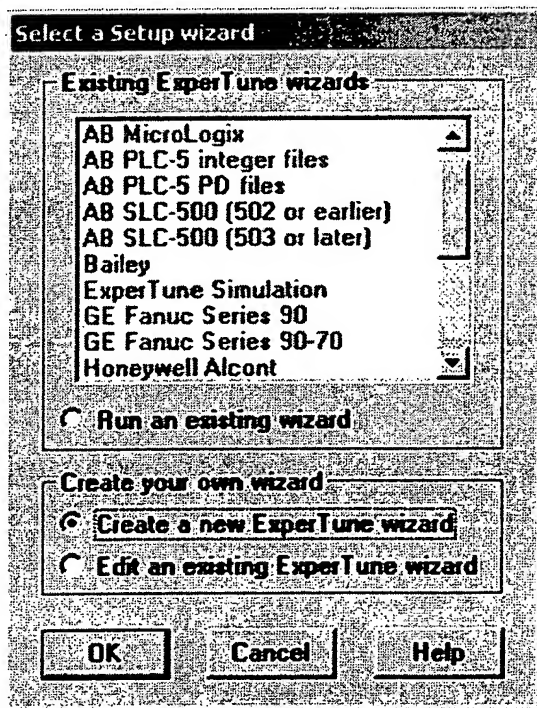 Select a Setup wizard
Existing ExperTune wizards
AB MicroLogix
AB PLC-5 integer files
AB PLC-5 PD files
AB SLC-500 (502 or earlier)
AB SLC-500 (503 or later)
Bailey
ExperTune Simulation
GE Fanuc Series 90
GE Fanuc Series 90-70
Honeywell Alcont
Run an existing wizard
Create your own wizard
Create a new ExperTune wizard
Edit an existing ExperTune wizard
OK Cancel Help